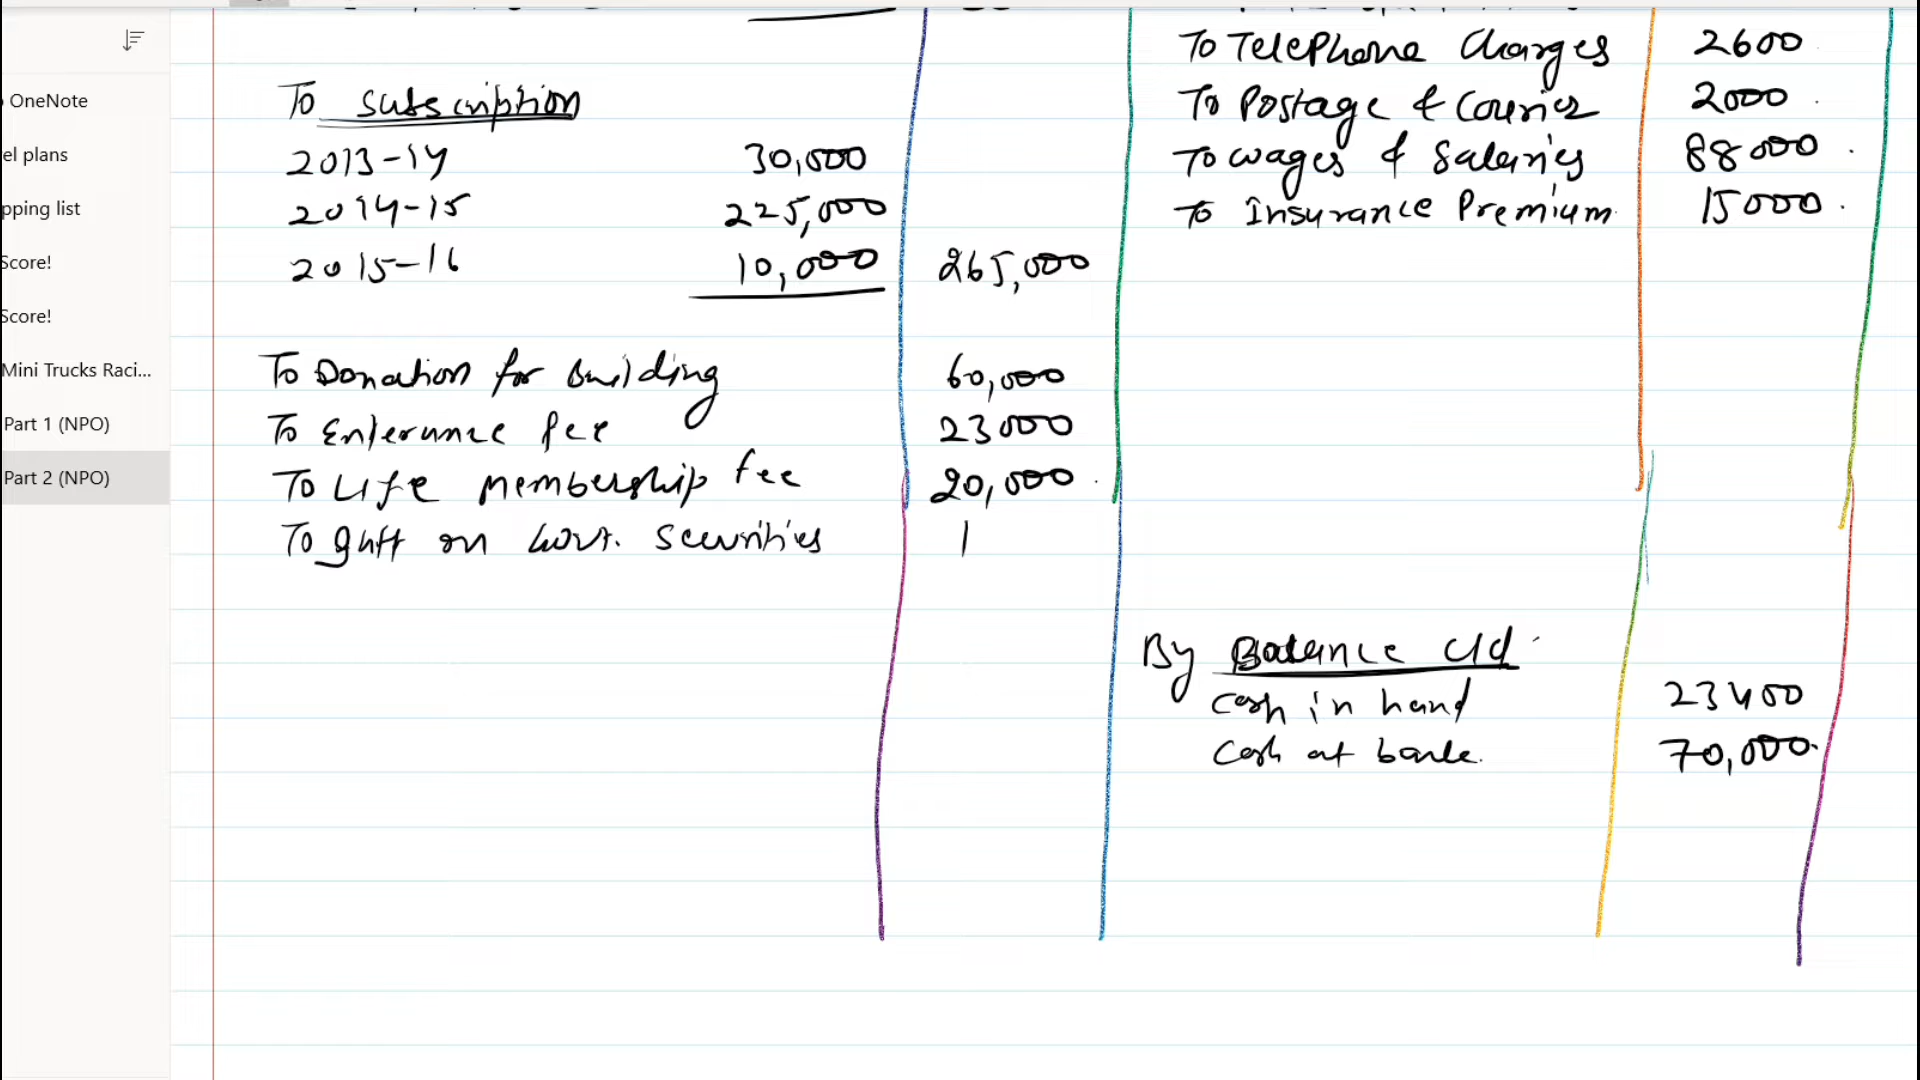 OneNote
el plans
pping list
Score!
Score!
Mini Trucks Raci...
Part 1 (NPO)
Part 2 (NPO)
To Subscription
2013-14 30,000
2014-15 225,000
2015-16 10,000 265,000
To Donation for Building 60,000
To Enterance fee 23000
To Life Membership fee 20,000
To on Govt. Securities 1
To Telephone Charges 2600
To Postage & Courier 2000
To wages & Salaries 88000
To Insurance Premium 15000
By Balance c/d
Cash in hand 23400
Cash at bank 70,000